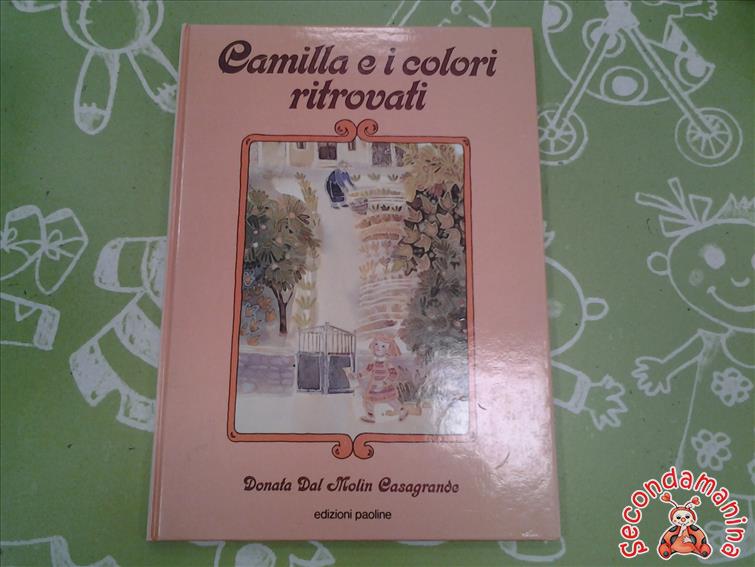 Camilla e i colori
ritrovati
Donata Dal Molin Casagrande
edizioni paoline
Secondamanina